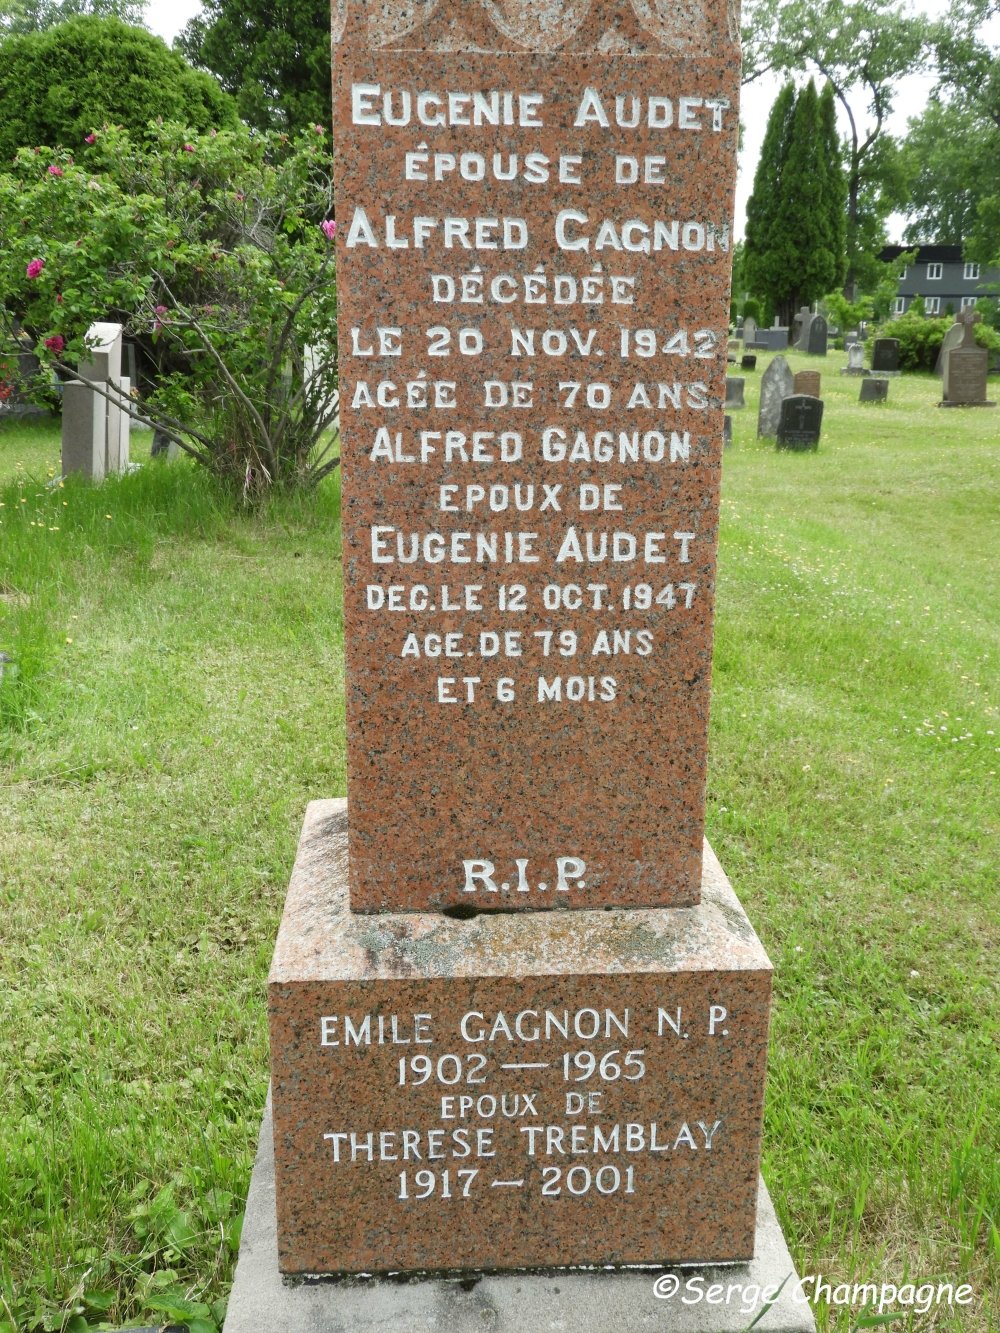 EUGENIE AUDET
ÉPOUSE DE
ALFRED GAGNON
DÉCÉDÉE
LE 20 NOV. 1942
AGÉE DE 70 ANS
ALFRED GAGNON
EPOUX DE
EUGENIE AUDET
DEC. LE 12 OCT. 1947
AGE. DE 79 ANS
ET 6 MOIS
R.I.P.
EMILE GAGNON N. P.
1902 — 1965
EPOUX DE
THERESE TREMBLAY
1917 — 2001
©Serge Champagne